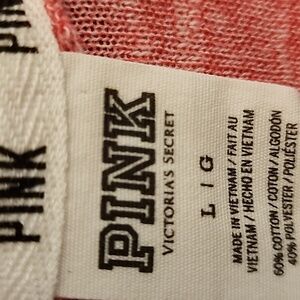 PINK
PINK
PINK
VICTORIA'S SECRET
L | G
MADE IN VIETNAM / FAIT AU
VIETNAM / HECHO EN VIETNAM
60% COTTON / COTON / ALGODÓN
40% POLYESTER / POLIÉSTER